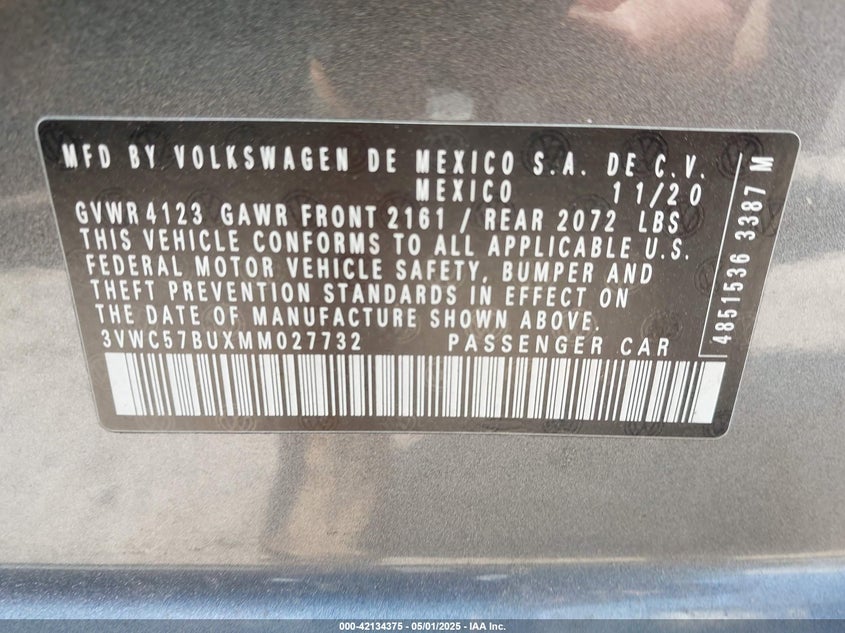 MFD BY VOLKSWAGEN DE MEXICO S.A. DE C.V.
MEXICO 11/20
GVWR 4123 GAWR FRONT 2161 / REAR 2072 LBS
THIS VEHICLE CONFORMS TO ALL APPLICABLE U.S.
FEDERAL MOTOR VEHICLE SAFETY, BUMPER AND
THEFT PREVENTION STANDARDS IN EFFECT ON
THE DATE OF MANUFACTURE SHOWN ABOVE.
3VWC57BUXMM027732 PASSENGER CAR
4851536 3387 M
000-42134375 - 05/01/2025 - IAA Inc.